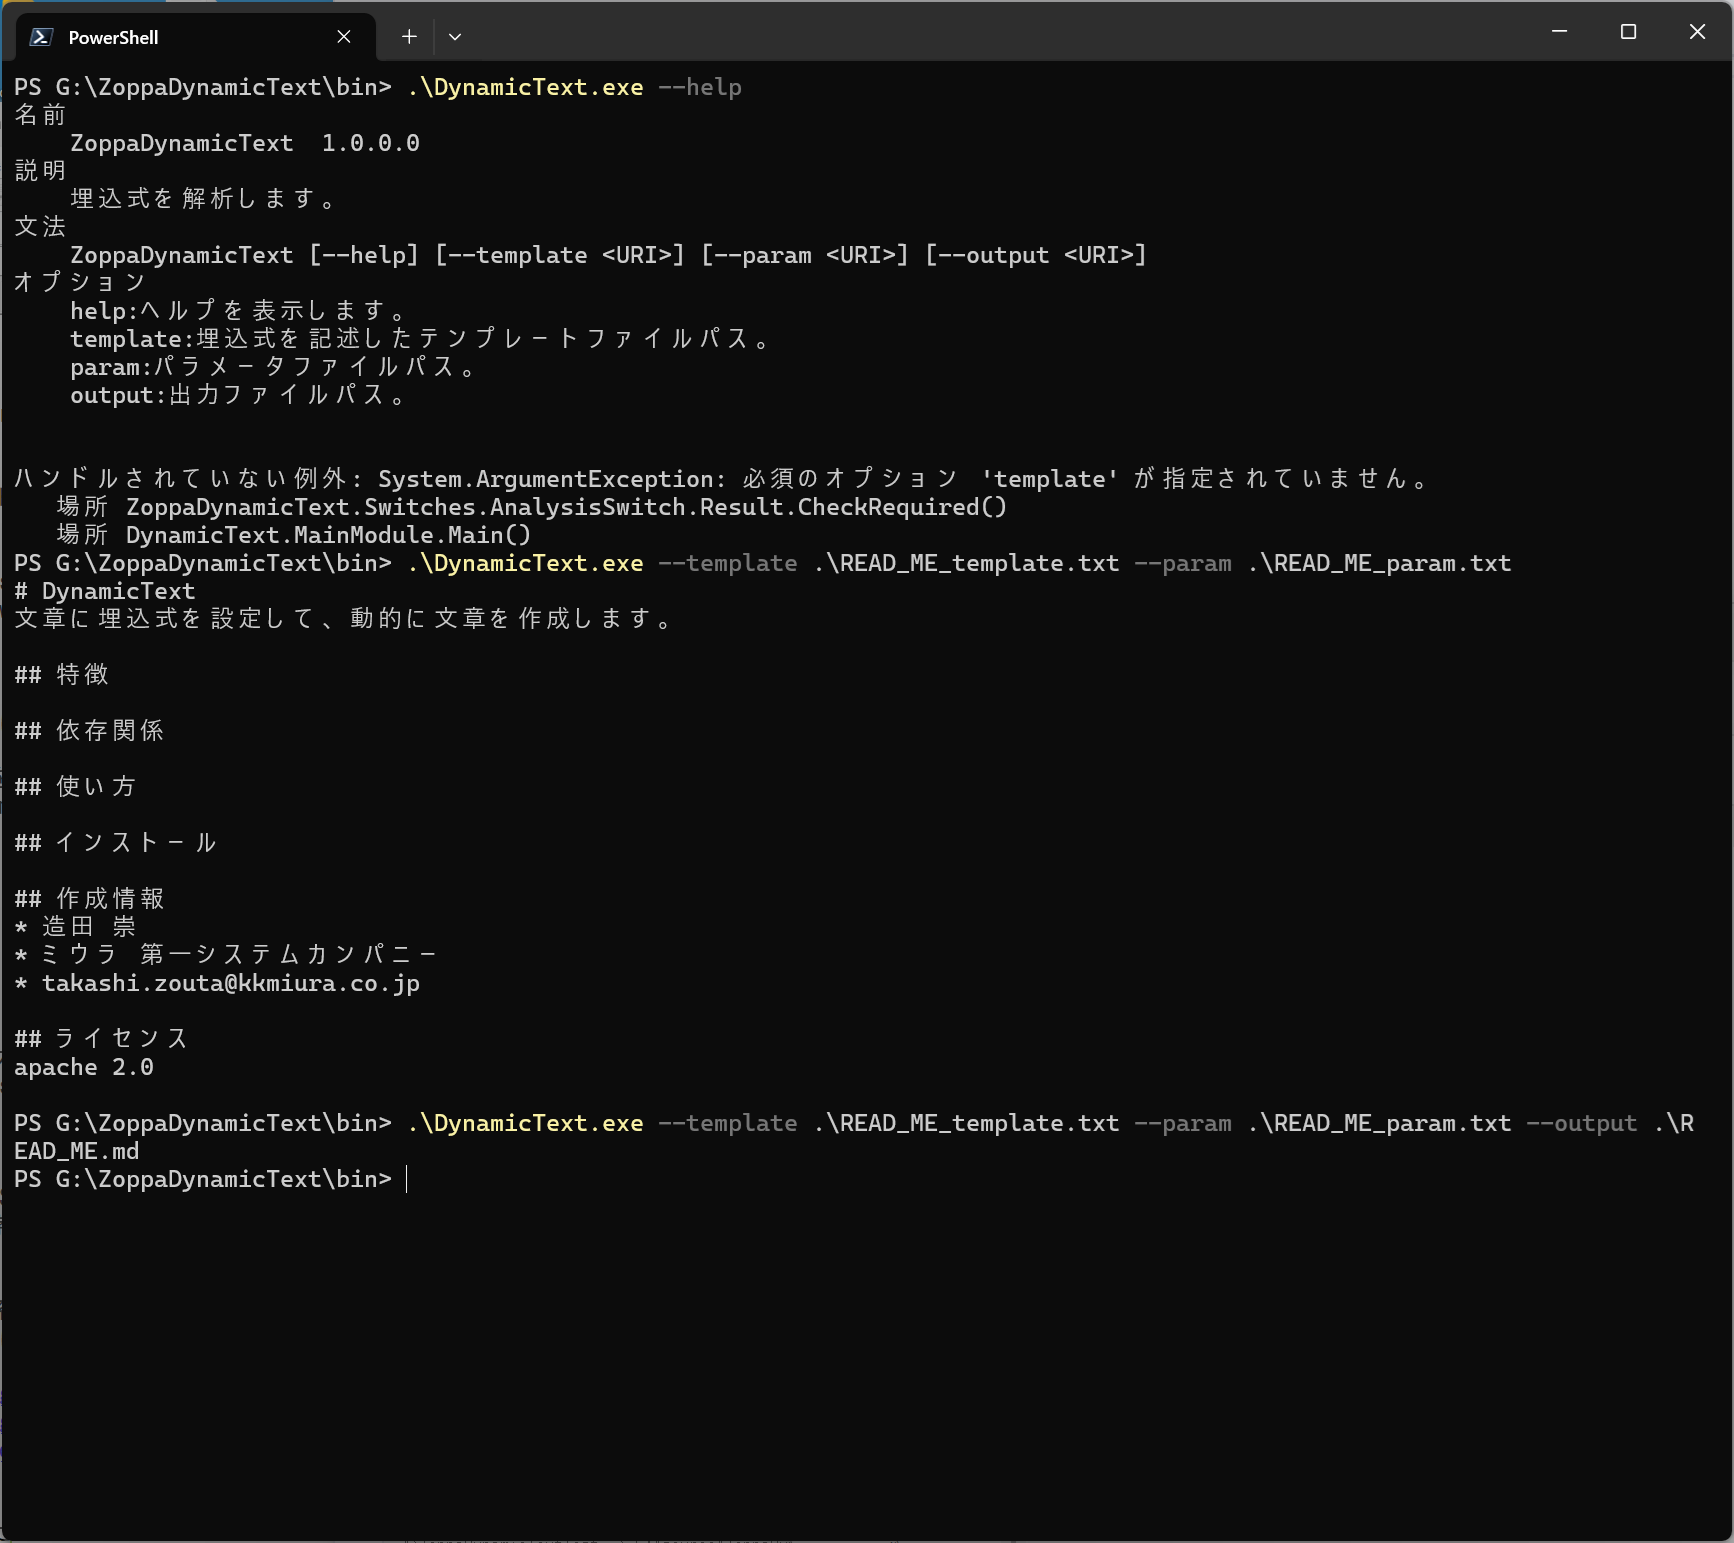 PowerShell
PS G:\ZoppaDynamicText\bin> .\DynamicText.exe --help
名前
    ZoppaDynamicText  1.0.0.0
説明
    埋込式を解析します。
文法
    ZoppaDynamicText [--help] [--template <URI>] [--param <URI>] [--output <URI>]
オプション
    help:ヘルプを表示します。
    template:埋込式を記述したテンプレートファイルパス。
    param:パラメータファイルパス。
    output:出力ファイルパス。
ハンドルされていない例外: System.ArgumentException: 必須のオプション 'template' が指定されていません。
   場所 ZoppaDynamicText.Switches.AnalysisSwitch.Result.CheckRequired()
   場所 DynamicText.MainModule.Main()
PS G:\ZoppaDynamicText\bin> .\DynamicText.exe --template .\READ_ME_template.txt --param .\READ_ME_param.txt
# DynamicText
文章に埋込式を設定して、動的に文章を作成します。
## 特徴
## 依存関係
## 使い方
## インストール
## 作成情報
* 造田 崇
* ミウラ 第一システムカンパニー
* takashi.zouta@kkmiura.co.jp
## ライセンス
apache 2.0
PS G:\ZoppaDynamicText\bin> .\DynamicText.exe --template .\READ_ME_template.txt --param .\READ_ME_param.txt --output .\R
EAD_ME.md
PS G:\ZoppaDynamicText\bin>